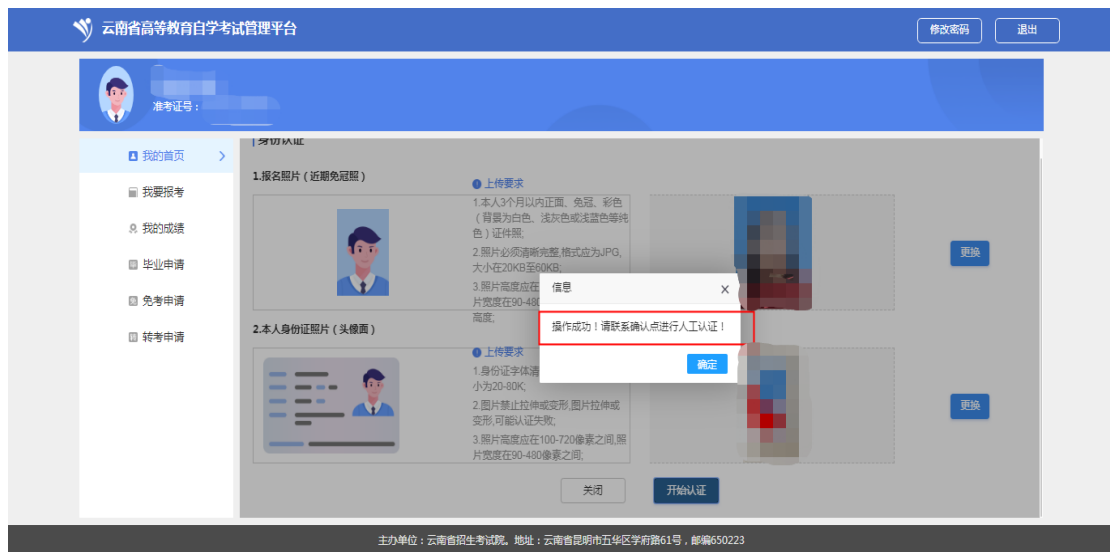 云南省高等教育自学考试管理平台
修改密码
退出
准考证号：
我的首页
我要报考
我的成绩
毕业申请
免考申请
转考申请
身份认证
1.报名照片（近期免冠照）
上传要求
1.本人3个月以内正面、免冠、彩色
（背景为白色、浅灰色或浅蓝色等纯
色）证件照;
2.照片必须清晰完整,格式应为JPG,
大小在20KB至60KB;
3.照片高度应在
片宽度在90-480
高度;
更换
信息
操作成功！请联系确认点进行人工认证！
确定
2.本人身份证照片（头像面）
上传要求
1.身份证字体清
小为20-80K;
2.图片禁止拉伸或变形,图片拉伸或
变形,可能认证失败;
3.照片高度应在100-720像素之间,照
片宽度在90-480像素之间;
更换
关闭
开始认证
主办单位：云南省招生考试院。地址：云南省昆明市五华区学府路61号，邮编650223